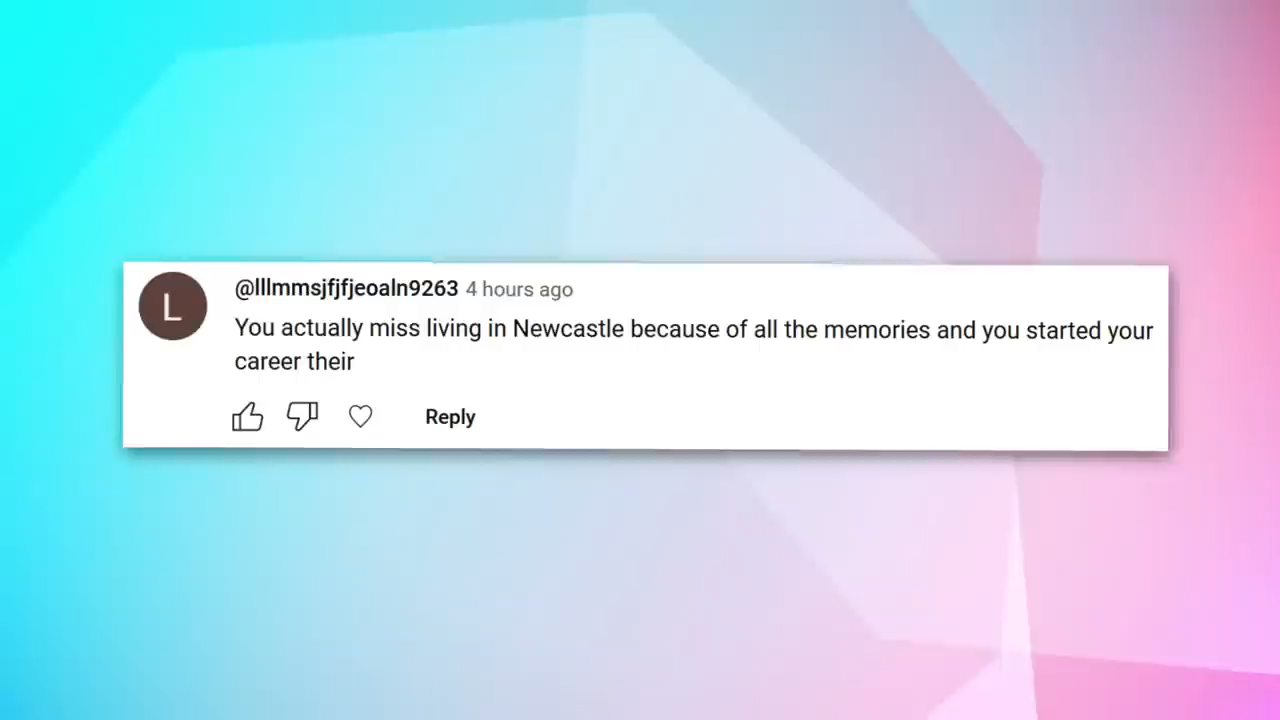 L
@lllmmsjfjfjeoaln9263 4 hours ago
You actually miss living in Newcastle because of all the memories and you started your
career their
Reply